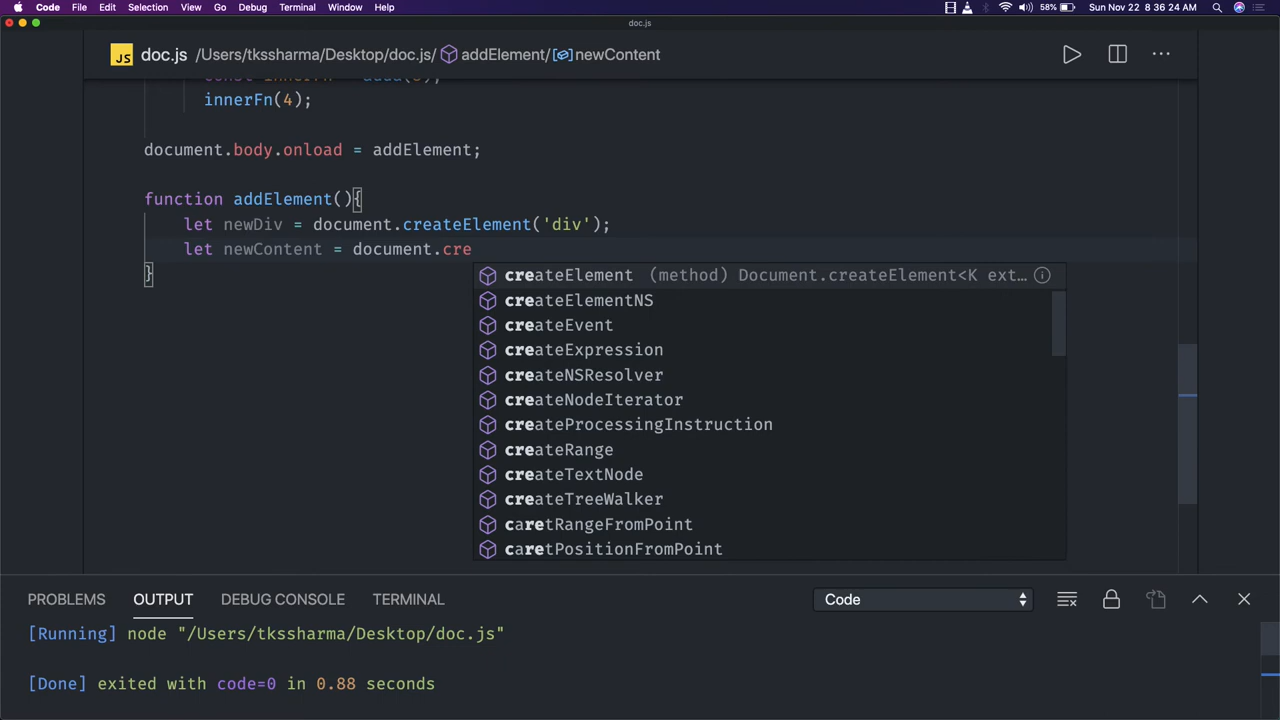 Code File Edit Selection View Go Debug Terminal Window Help 58% Sun Nov 22 8 36 24 AM
doc.js
JS doc.js /Users/tkssharma/Desktop/doc.js/ addElement/ newContent
innerFn(4);
document.body.onload = addElement;
function addElement(){
let newDiv = document.createElement('div');
let newContent = document.cre
}
createElement (method) Document.createElement<K ext…
createElementNS
createEvent
createExpression
createNSResolver
createNodeIterator
createProcessingInstruction
createRange
createTextNode
createTreeWalker
caretRangeFromPoint
caretPositionFromPoint
PROBLEMS OUTPUT DEBUG CONSOLE TERMINAL Code
[Running] node "/Users/tkssharma/Desktop/doc.js"
[Done] exited with code=0 in 0.88 seconds